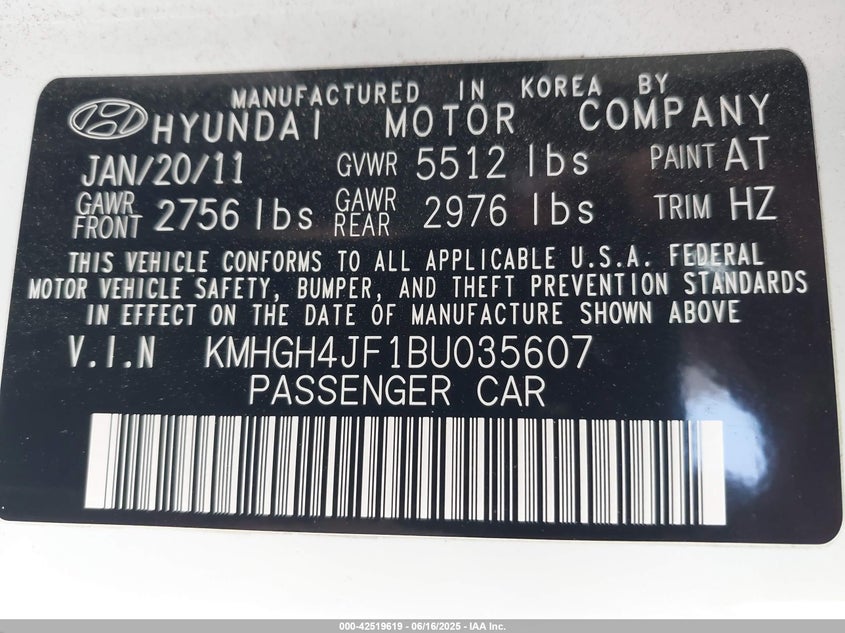 MANUFACTURED IN KOREA BY
HYUNDAI MOTOR COMPANY
JAN/20/11 GVWR 5512 lbs PAINT AT
GAWR FRONT 2756 lbs GAWR REAR 2976 lbs TRIM HZ
THIS VEHICLE CONFORMS TO ALL APPLICABLE U.S.A. FEDERAL
MOTOR VEHICLE SAFETY, BUMPER, AND THEFT PREVENTION STANDARDS
IN EFFECT ON THE DATE OF MANUFACTURE SHOWN ABOVE
V.I.N KMHGH4JF1BU035607
PASSENGER CAR
000-42519619 - 06/16/2025 - IAA Inc.